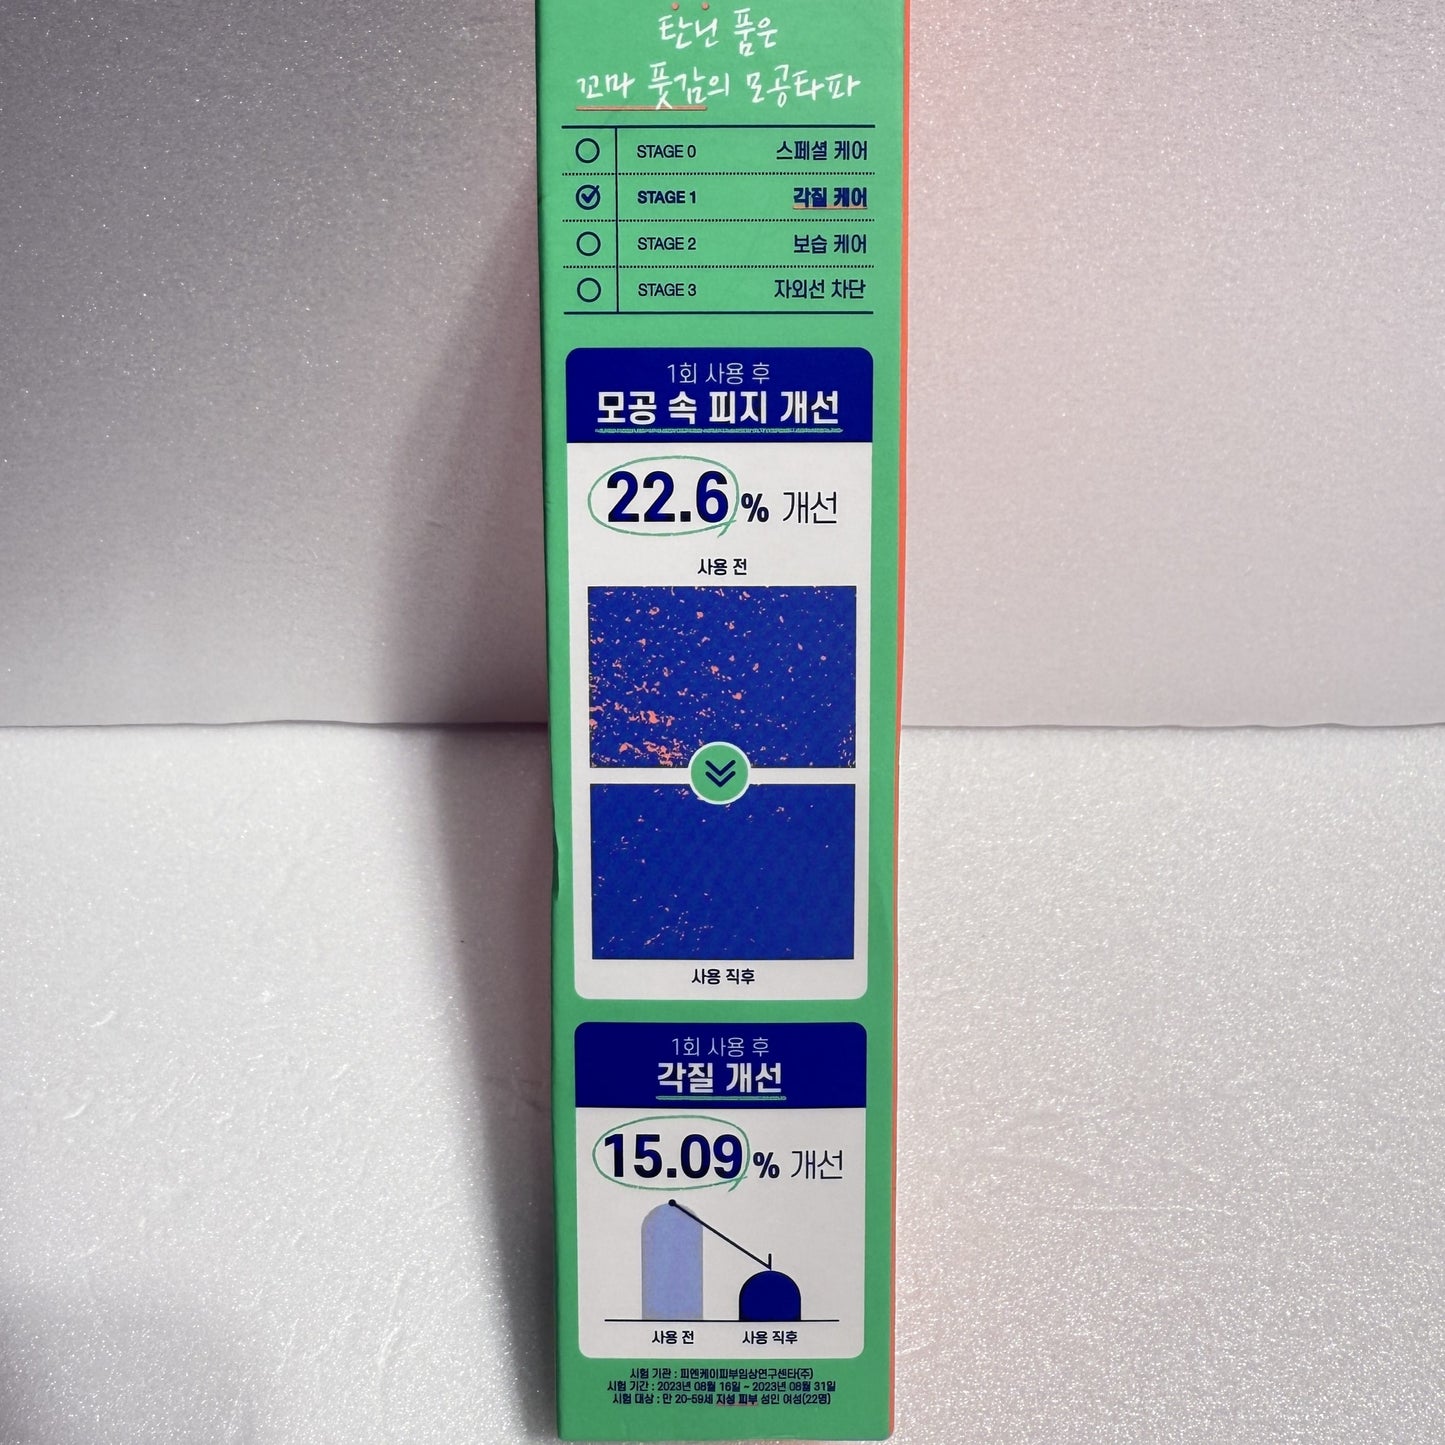 탄닌 품은
꼬마 풋감의 모공타파
STAGE 0 스페셜 케어
STAGE 1 각질 케어
STAGE 2 보습 케어
STAGE 3 자외선 차단
1회 사용 후
모공 속 피지 개선
22.6% 개선
사용 전
사용 직후
1회 사용 후
각질 개선
15.09% 개선
사용 전 사용 직후
시험 기관 : 피엔케이피부임상연구센타(주)
시험 기간 : 2023년 08월 16일 ~ 2023년 08월 31일
시험 대상 : 만 20-59세 지성 피부 성인 여성(22명)